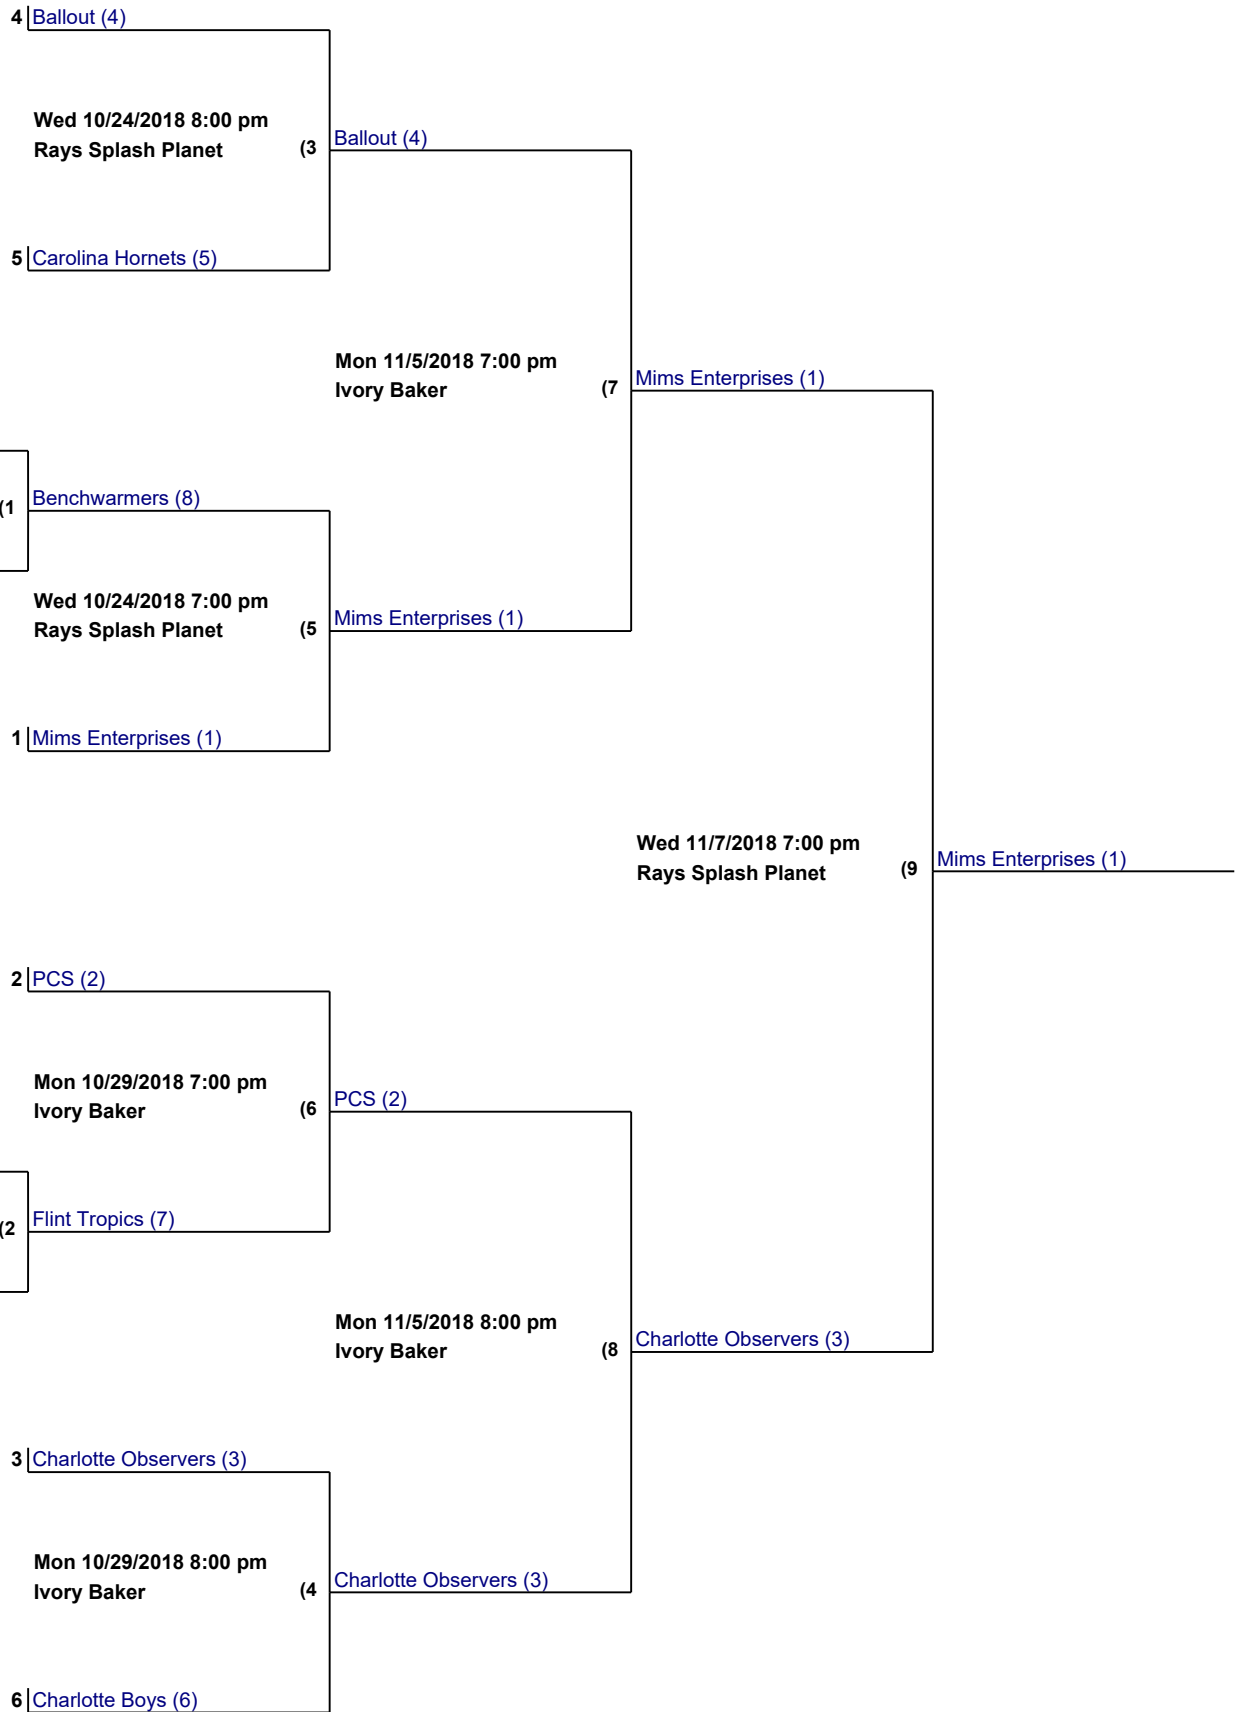 4 Ballout (4)
Wed 10/24/2018 8:00 pm
Rays Splash Planet (3
Ballout (4)
5 Carolina Hornets (5)
Mon 11/5/2018 7:00 pm
Ivory Baker (7
Mims Enterprises (1)
(1 Benchwarmers (8)
Wed 10/24/2018 7:00 pm
Rays Splash Planet (5
Mims Enterprises (1)
1 Mims Enterprises (1)
Wed 11/7/2018 7:00 pm
Rays Splash Planet (9
Mims Enterprises (1)
2 PCS (2)
Mon 10/29/2018 7:00 pm
Ivory Baker (6
PCS (2)
(2 Flint Tropics (7)
Mon 11/5/2018 8:00 pm
Ivory Baker (8
Charlotte Observers (3)
3 Charlotte Observers (3)
Mon 10/29/2018 8:00 pm
Ivory Baker (4
Charlotte Observers (3)
6 Charlotte Boys (6)